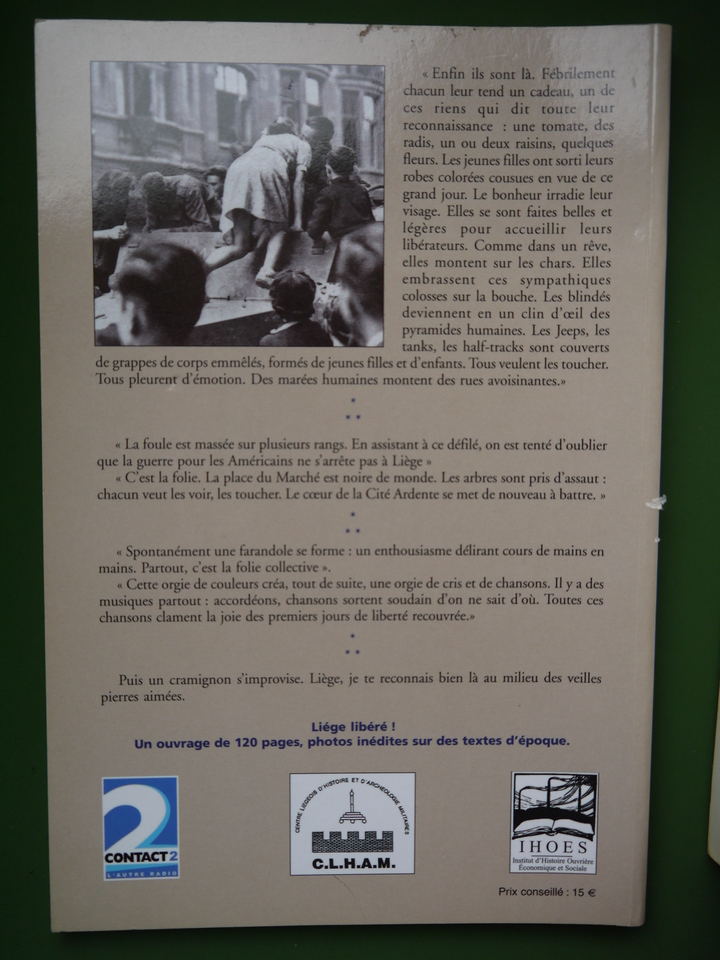 « Enfin ils sont là. Fébrilement
chacun leur tend un cadeau, un de
ces riens qui dit toute leur
reconnaissance : une tomate, des
radis, un ou deux raisins, quelques
fleurs. Les jeunes filles ont sorti leurs
robes colorées cousues en vue de ce
grand jour. Le bonheur irradie leur
visage. Elles se sont faites belles et
légères pour accueillir leurs
libérateurs. Comme dans un rêve,
elles montent sur les chars. Elles
embrassent ces sympathiques
colosses sur la bouche. Les blindés
deviennent en un clin d'œil des
pyramides humaines. Les Jeeps, les
tanks, les half-tracks sont couverts
de grappes de corps emmêlés, formés de jeunes filles et d'enfants. Tous veulent les toucher.
Tous pleurent d'émotion. Des marées humaines montent des rues avoisinantes.»
« La foule est massée sur plusieurs rangs. En assistant à ce défilé, on est tenté d'oublier
que la guerre pour les Américains ne s'arrête pas à Liège »
« C'est la folie. La place du Marché est noire de monde. Les arbres sont pris d'assaut :
chacun veut les voir, les toucher. Le cœur de la Cité Ardente se met de nouveau à battre. »
« Spontanément une farandole se forme : un enthousiasme délirant cours de mains en
mains. Partout, c'est la folie collective ».
« Cette orgie de couleurs créa, tout de suite, une orgie de cris et de chansons. Il y a des
musiques partout : accordéons, chansons sortent soudain d'on ne sait d'où. Toutes ces
chansons clament la joie des premiers jours de liberté recouvrée.»
Puis un cramignon s'improvise. Liège, je te reconnais bien là au milieu des veilles
pierres aimées.
Liége libéré !
Un ouvrage de 120 pages, photos inédites sur des textes d'époque.
2
CONTACT 2
L'AUTRE RADIO
CENTRE LIEGEOIS D'HISTOIRE ET D'ARCHEOLOGIE MILITAIRES
C.L.H.A.M.
IHOES
Institut d'Histoire Ouvrière
Économique et Sociale
Prix conseillé : 15 €